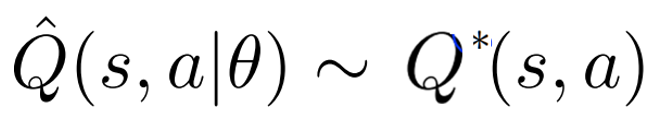 Q̂(s, a|θ) ∼ Q*(s, a)